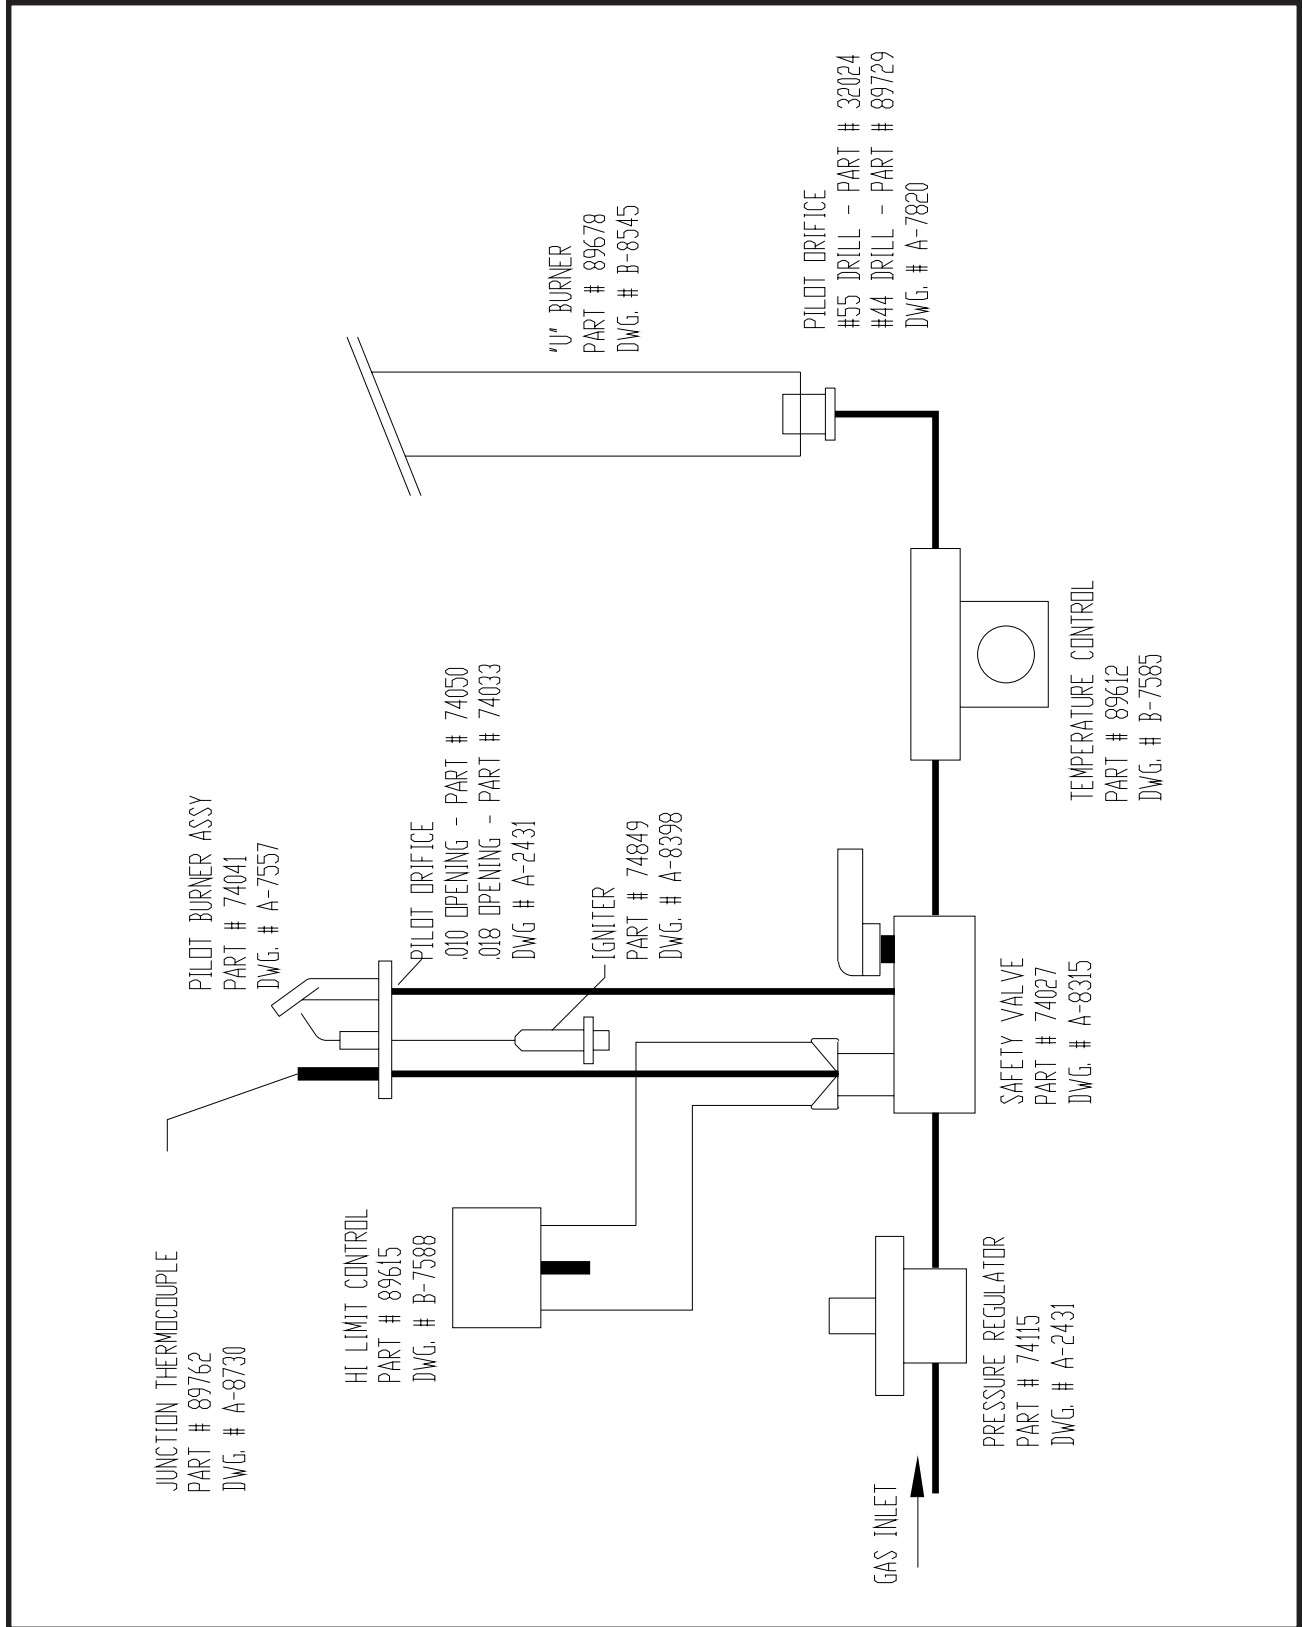 JUNCTION THERMOCOUPLE
PART # 89762
DWG. # A-8730
PILOT BURNER ASSY
PART # 74041
DWG. # A-7557
HI LIMIT CONTROL
PART # 89615
DWG. # B-7588
PILOT ORIFICE
.010 OPENING - PART # 74050
.018 OPENING - PART # 74033
DWG # A-2431
IGNITER
PART # 74849
DWG. # A-8398
"U" BURNER
PART # 89678
DWG. # B-8545
PILOT ORIFICE
#55 DRILL - PART # 32024
#44 DRILL - PART # 89729
DWG. # A-7820
GAS INLET
PRESSURE REGULATOR
PART # 74115
DWG. # A-2431
SAFETY VALVE
PART # 74027
DWG. # A-8315
TEMPERATURE CONTROL
PART # 89612
DWG. # B-7585